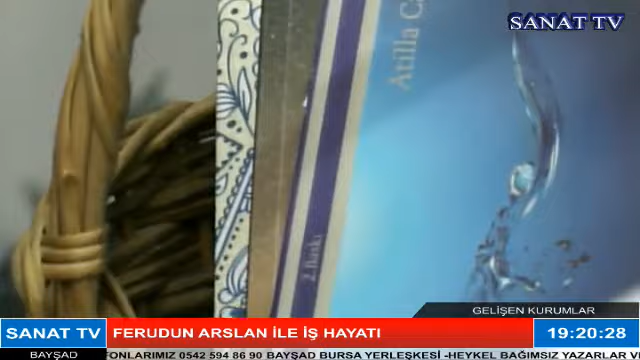 SANAT TV
Atilla
2.Baskı
GELİŞEN KURUMLAR
SANAT TV
FERUDUN ARSLAN İLE İŞ HAYATI
19:20:28
BAYŞAD
FONLARIMIZ 0542 594 86 90 BAYŞAD BURSA YERLEŞKESİ -HEYKEL BAĞIMSIZ YAZARLAR